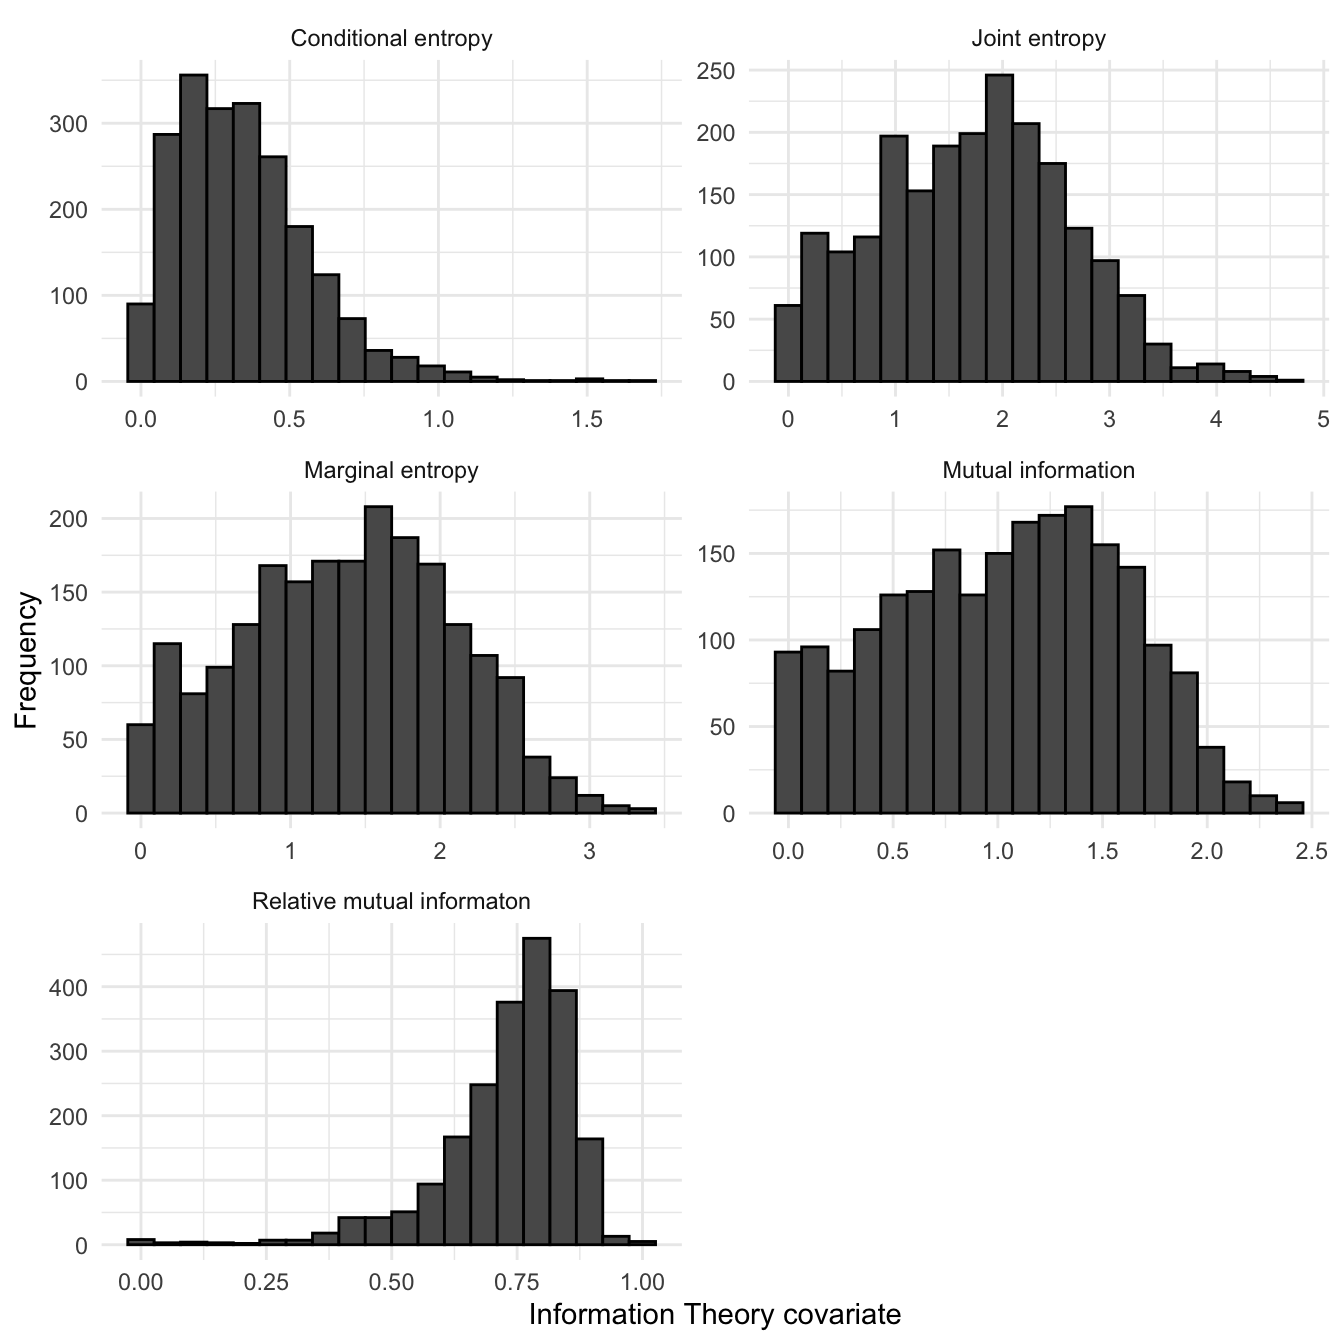 Conditional entropy
Joint entropy
300
200
100
0
0.0 0.5 1.0 1.5
250
200
150
100
50
0
0 1 2 3 4 5
Marginal entropy
Mutual information
Frequency
200
150
100
50
0
0 1 2 3
150
100
50
0
0.0 0.5 1.0 1.5 2.0 2.5
Relative mutual informaton
400
300
200
100
0
0.00 0.25 0.50 0.75 1.00
Information Theory covariate